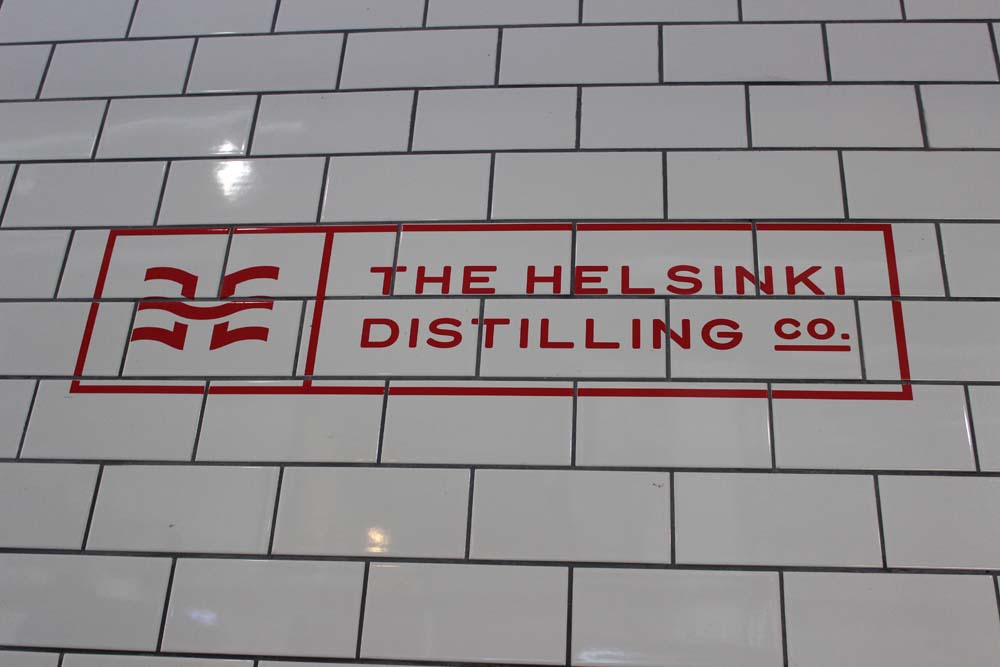 THE HELSINKI
DISTILLING CO.